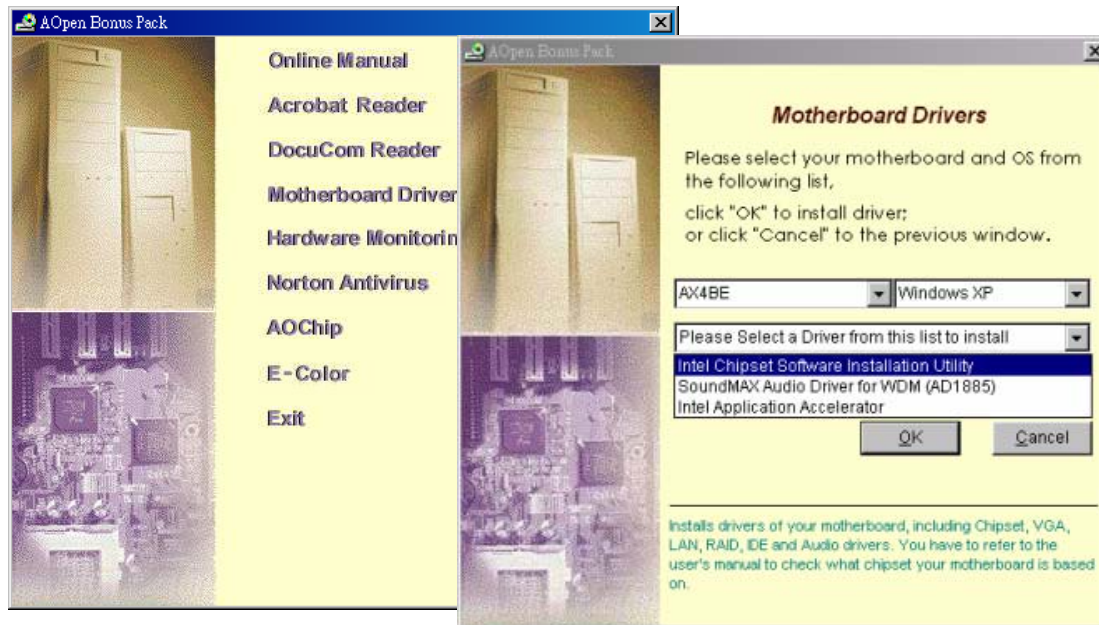 AOpen Bonus Pack
Online Manual
Acrobat Reader
DocuCom Reader
Motherboard Driver
Hardware Monitorin
Norton Antivirus
AOChip
E-Color
Exit
AOpen Bonus Pack
Motherboard Drivers
Please select your motherboard and OS from
the following list,
click "OK" to install driver;
or click "Cancel" to the previous window.
AX4BE
Windows XP
Please Select a Driver from this list to install
Intel Chipset Software Installation Utility
SoundMAX Audio Driver for WDM (AD1885)
Intel Application Accelerator
OK
Cancel
Installs drivers of your motherboard, including Chipset, VGA,
LAN, RAID, IDE and Audio drivers. You have to refer to the
user's manual to check what chipset your motherboard is based
on.